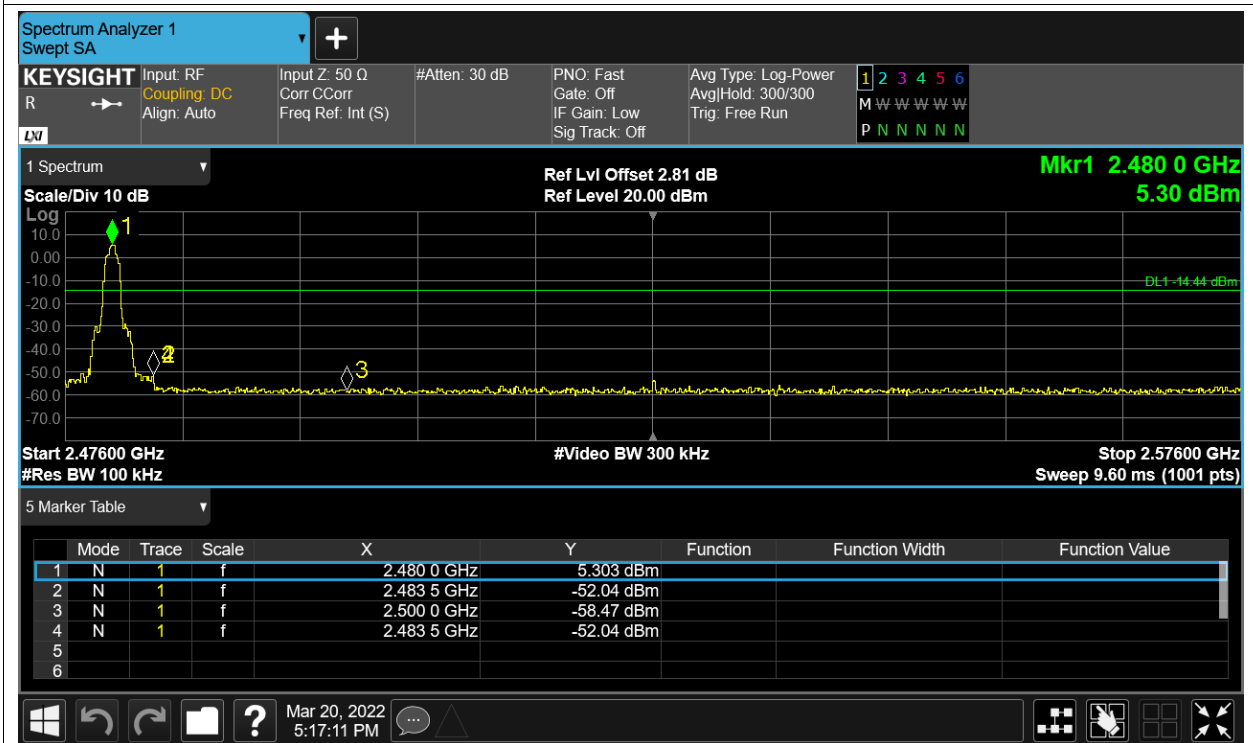 Spectrum Analyzer 1
Swept SA
KEYSIGHT
R
LXI
Input: RF
Coupling: DC
Align: Auto
Input Z: 50 Ω
Corr CCorr
Freq Ref: Int (S)
#Atten: 30 dB
PNO: Fast
Gate: Off
IF Gain: Low
Sig Track: Off
Avg Type: Log-Power
Avg|Hold: 300/300
Trig: Free Run
1 2 3 4 5 6
M W W W W W
P N N N N N
1 Spectrum
Scale/Div 10 dB
Ref Lvl Offset 2.81 dB
Ref Level 20.00 dBm
Mkr1 2.480 0 GHz
5.30 dBm
Log
10.0
0.00
-10.0
-20.0
-30.0
-40.0
-50.0
-60.0
-70.0
1
3
DL1 -14.44 dBm
Start 2.47600 GHz
#Video BW 300 kHz
Stop 2.57600 GHz
#Res BW 100 kHz
Sweep 9.60 ms (1001 pts)
5 Marker Table
Mode Trace Scale X Y Function Function Width Function Value
1 N 1 f 2.480 0 GHz 5.303 dBm
2 N 1 f 2.483 5 GHz -52.04 dBm
3 N 1 f 2.500 0 GHz -58.47 dBm
4 N 1 f 2.483 5 GHz -52.04 dBm
5
6
?
Mar 20, 2022
5:17:11 PM